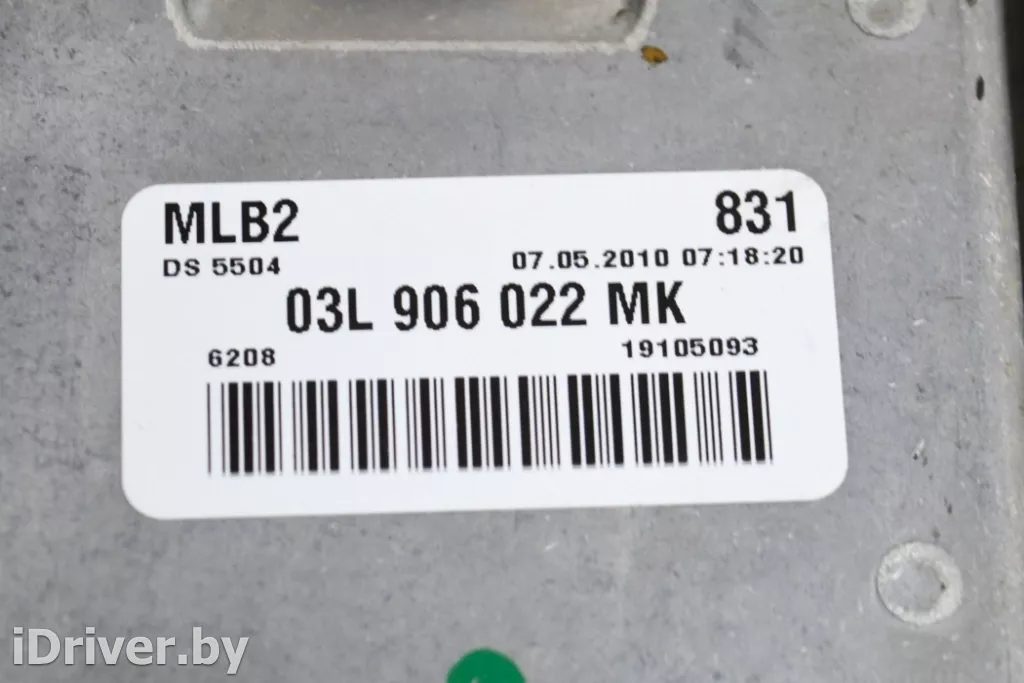 MLB2 831
DS 5504 07.05.2010 07:18:20
03L 906 022 MK
6208 19105093
iDriver.by